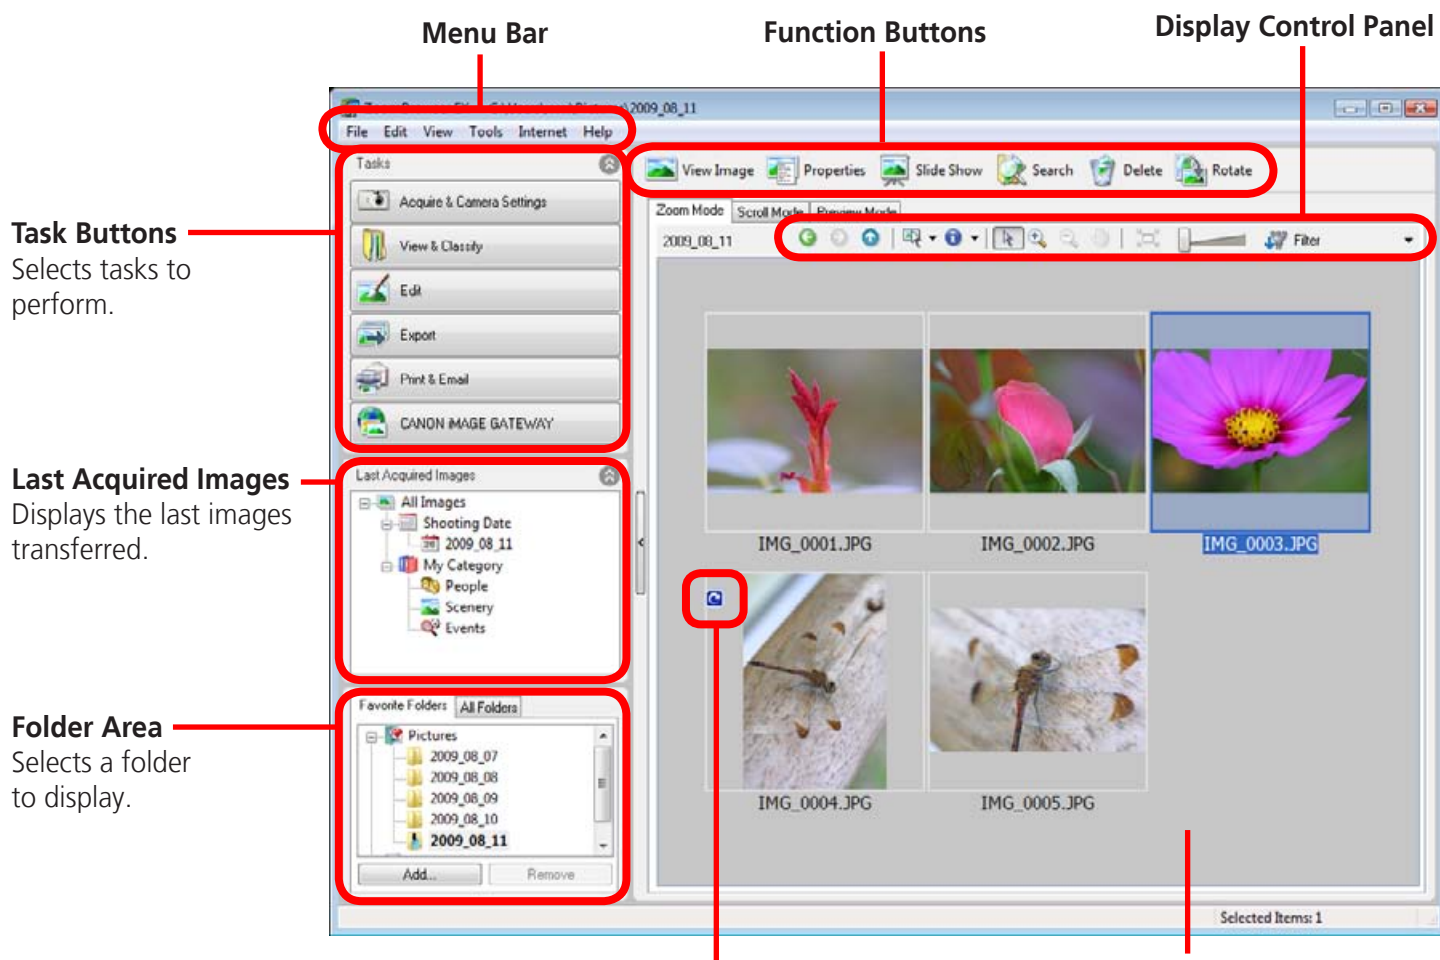 Menu Bar
Function Buttons
Display Control Panel
2009_08_11
File Edit View Tools Internet Help
Tasks
View Image Properties Slide Show Search Delete Rotate
Acquire & Camera Settings
Zoom Mode Scroll Mode Preview Mode
2009_08_11
Filter
Task Buttons
Selects tasks to
perform.
View & Classify
Edit
Export
Print & Email
CANON iMAGE GATEWAY
Last Acquired Images
Displays the last images
transferred.
Last Acquired Images
All Images
Shooting Date
2009_08_11
My Category
People
Scenery
Events
IMG_0001.JPG
IMG_0002.JPG
IMG_0003.JPG
Folder Area
Selects a folder
to display.
Favorite Folders All Folders
Pictures
2009_08_07
2009_08_08
2009_08_09
2009_08_10
2009_08_11
Add... Remove
IMG_0004.JPG
IMG_0005.JPG
Selected Items: 1